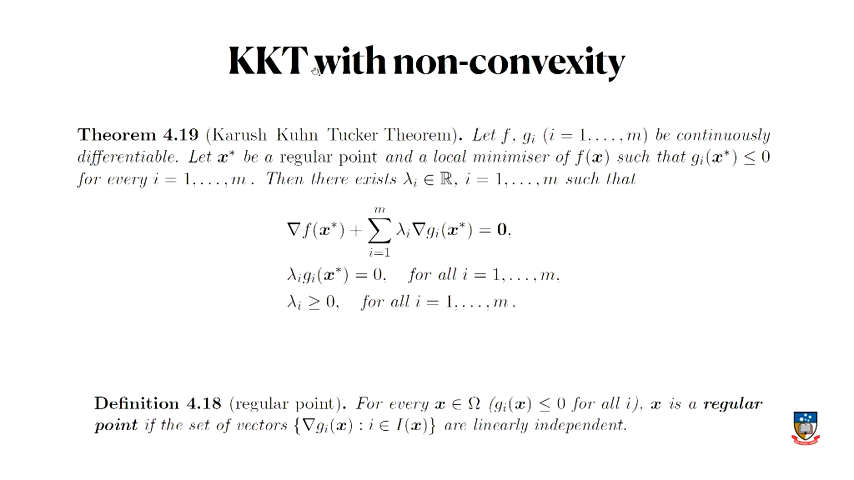 KKT with non-convexity
Theorem 4.19 (Karush Kuhn Tucker Theorem). Let f, gᵢ (i = 1, . . . , m) be continuously
differentiable. Let x* be a regular point and a local minimiser of f(x) such that gᵢ(x*) ≤ 0
for every i = 1, . . . , m . Then there exists λᵢ ∈ ℝ, i = 1, . . . , m such that
∇f(x*) + ∑ᵢ₌₁ᵐ λᵢ∇gᵢ(x*) = 0,
λᵢgᵢ(x*) = 0, for all i = 1, . . . , m,
λᵢ ≥ 0, for all i = 1, . . . , m .
Definition 4.18 (regular point). For every x ∈ Ω (gᵢ(x) ≤ 0 for all i), x is a regular
point if the set of vectors {∇gᵢ(x) : i ∈ I(x)} are linearly independent.